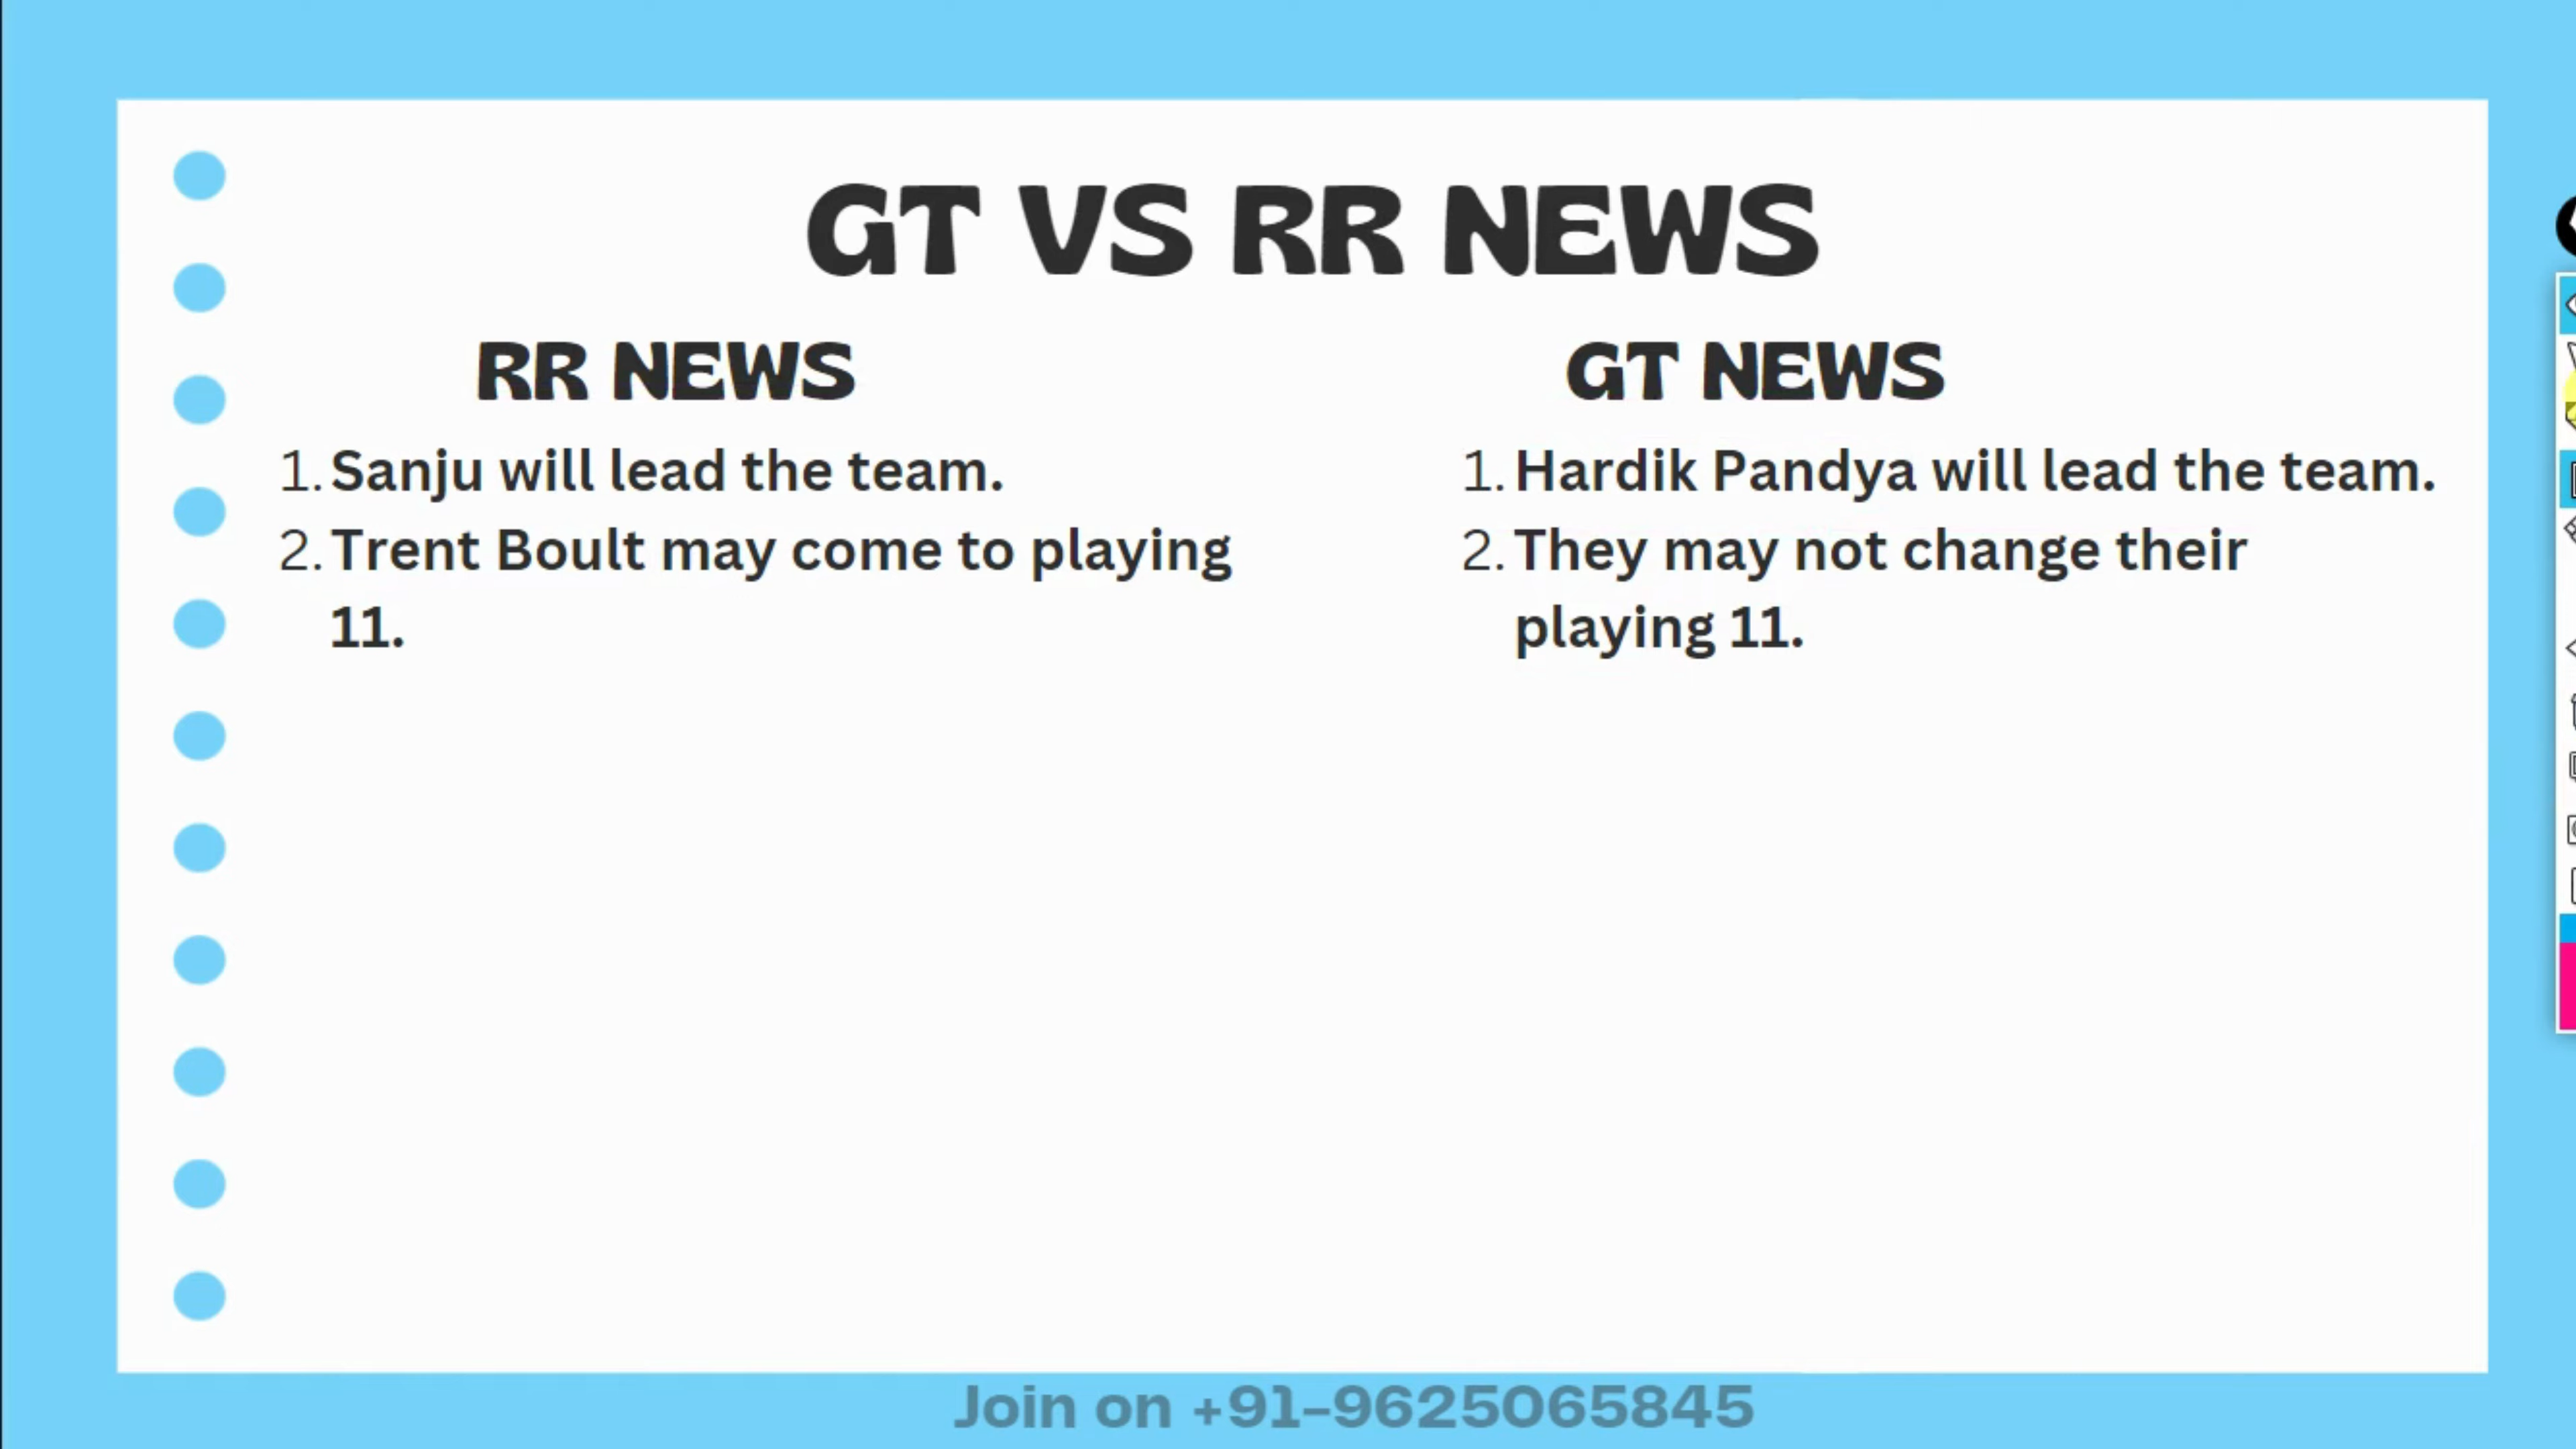 GT VS RR NEWS
RR NEWS
1. Sanju will lead the team.
2. Trent Boult may come to playing
11.
GT NEWS
1. Hardik Pandya will lead the team.
2. They may not change their
playing 11.
Join on +91-9625065845